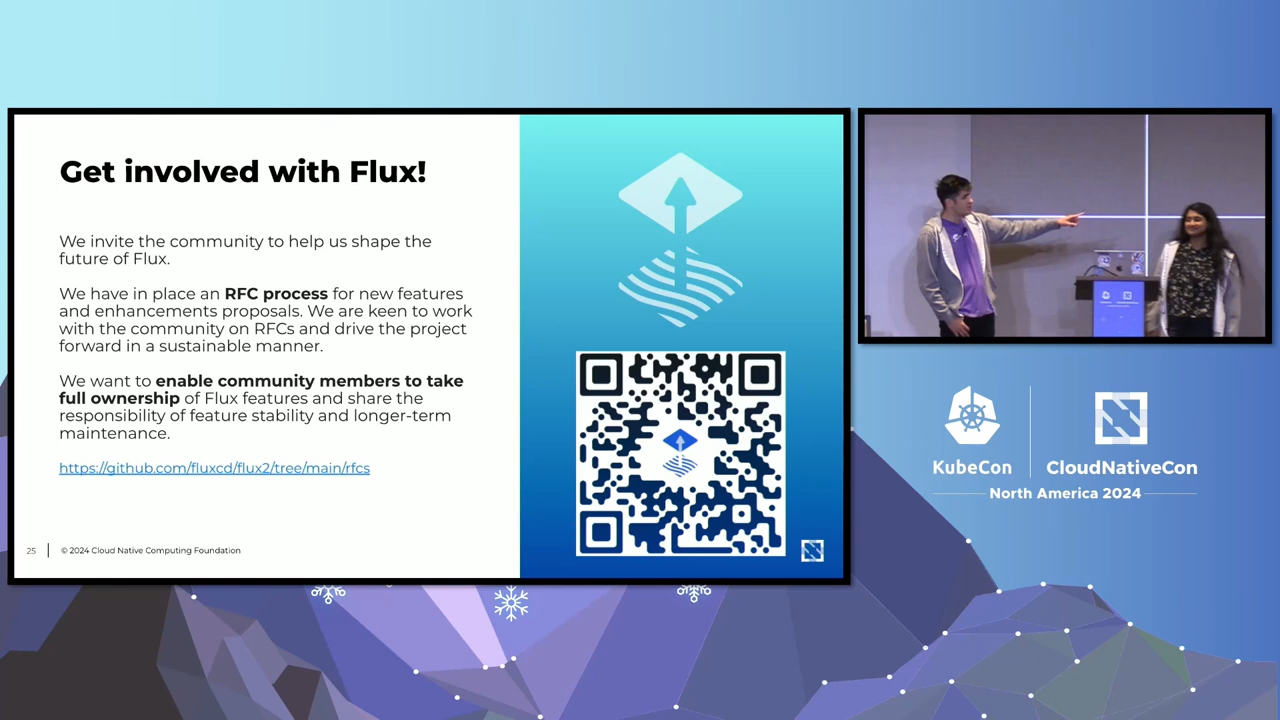 Get involved with Flux!
We invite the community to help us shape the
future of Flux.
We have in place an RFC process for new features
and enhancements proposals. We are keen to work
with the community on RFCs and drive the project
forward in a sustainable manner.
We want to enable community members to take
full ownership of Flux features and share the
responsibility of feature stability and longer-term
maintenance.
https://github.com/fluxcd/flux2/tree/main/rfcs
25
© 2024 Cloud Native Computing Foundation
KubeCon
CloudNativeCon
North America 2024